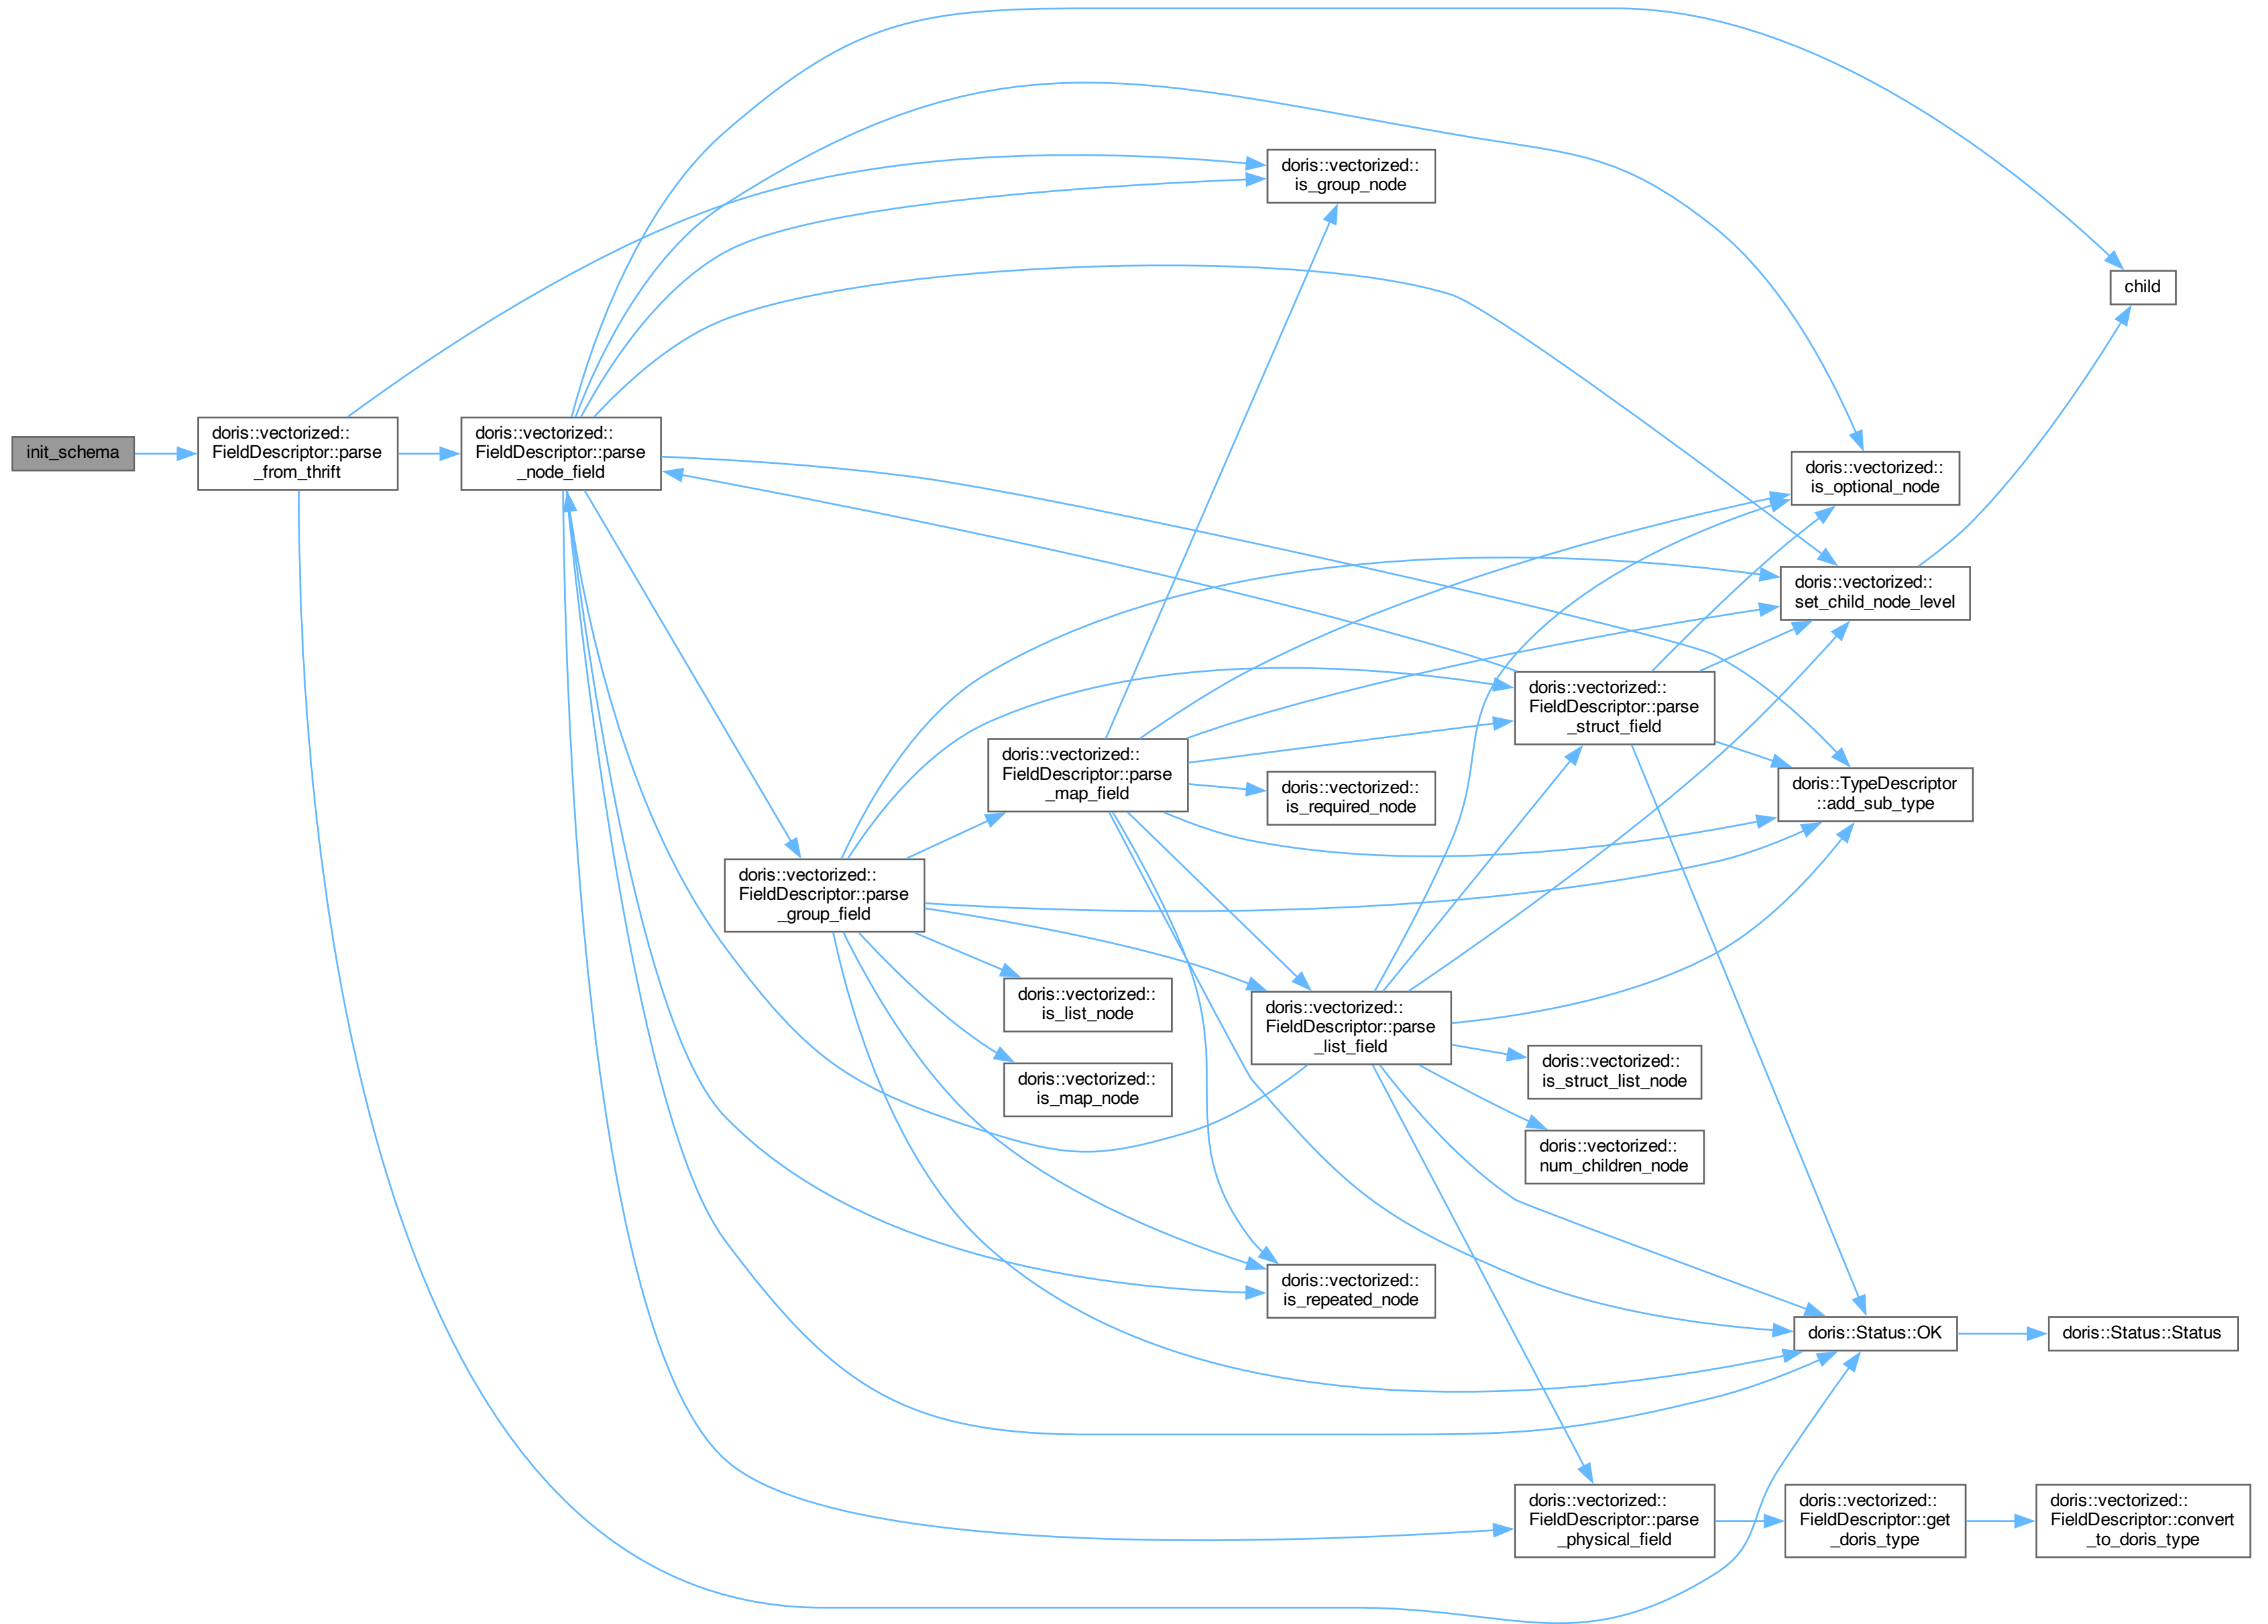 doris::vectorized::
is_group_node
child
init_schema
doris::vectorized::
FieldDescriptor::parse
_from_thrift
doris::vectorized::
FieldDescriptor::parse
_node_field
doris::vectorized::
is_optional_node
doris::vectorized::
set_child_node_level
doris::vectorized::
FieldDescriptor::parse
_struct_field
doris::vectorized::
FieldDescriptor::parse
_map_field
doris::vectorized::
is_required_node
doris::TypeDescriptor
::add_sub_type
doris::vectorized::
FieldDescriptor::parse
_group_field
doris::vectorized::
is_list_node
doris::vectorized::
FieldDescriptor::parse
_list_field
doris::vectorized::
is_struct_list_node
doris::vectorized::
is_map_node
doris::vectorized::
num_children_node
doris::vectorized::
is_repeated_node
doris::Status::OK
doris::Status::Status
doris::vectorized::
FieldDescriptor::parse
_physical_field
doris::vectorized::
FieldDescriptor::get
_doris_type
doris::vectorized::
FieldDescriptor::convert
_to_doris_type